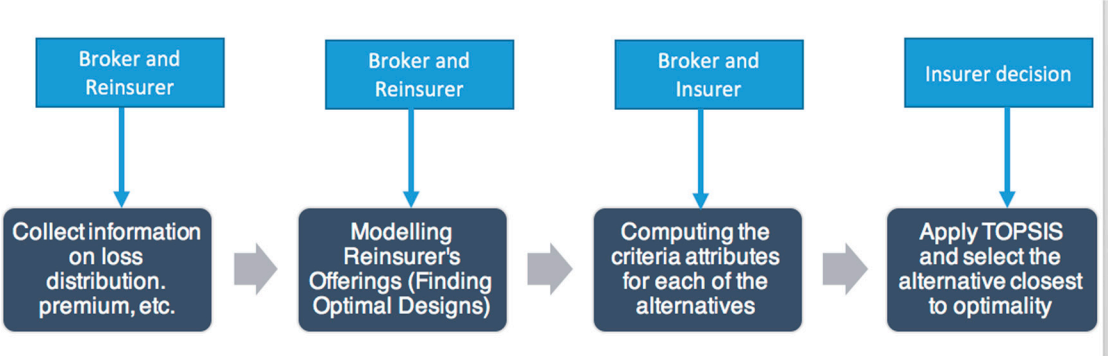 Broker and
Reinsurer
Broker and
Reinsurer
Broker and
Insurer
Insurer decision
Collect information
on loss
distribution.
premium, etc.
Modelling
Reinsurer's
Offerings (Finding
Optimal Designs)
Computing the
criteria attributes
for each of the
alternatives
Apply TOPSIS
and select the
alternative closest
to optimality